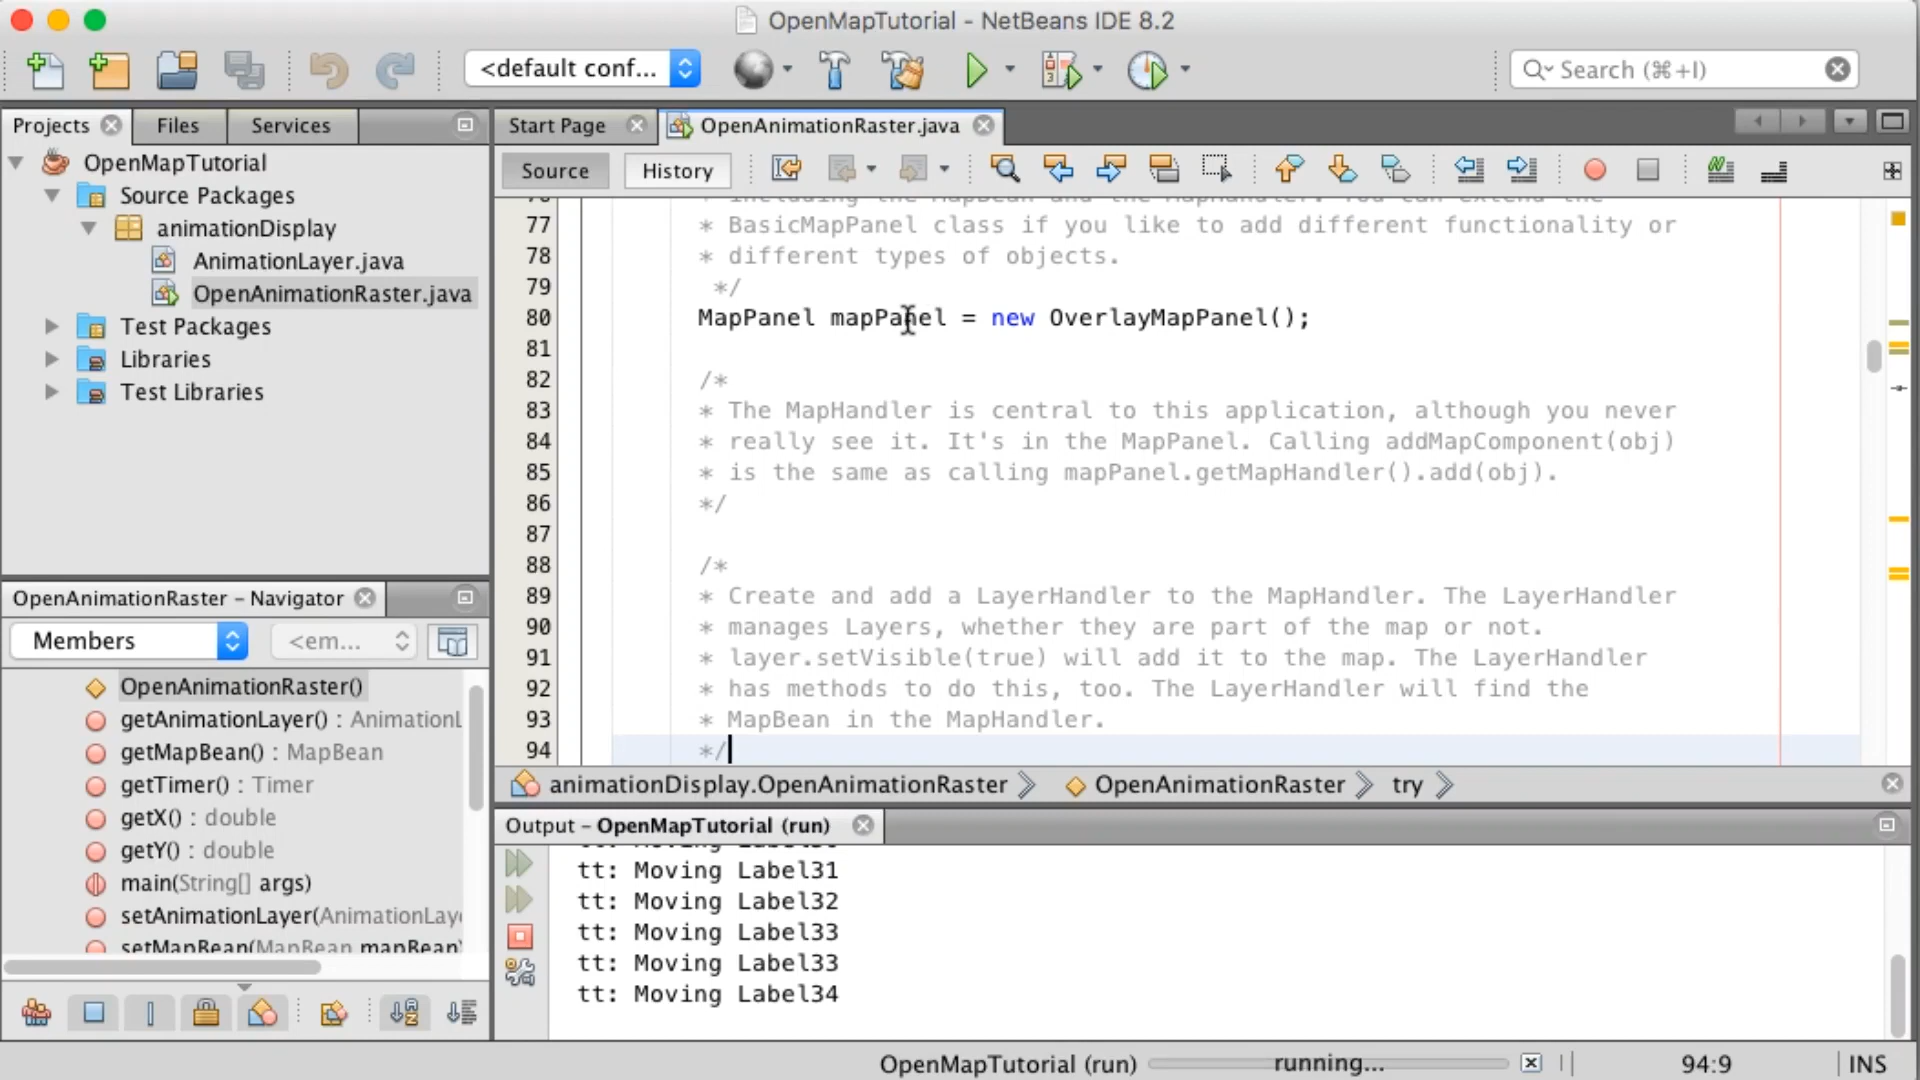 OpenMapTutorial - NetBeans IDE 8.2
<default conf...
Search (⌘+I)
Projects
Files
Services
OpenMapTutorial
Source Packages
animationDisplay
AnimationLayer.java
OpenAnimationRaster.java
Test Packages
Libraries
Test Libraries
Start Page
OpenAnimationRaster.java
Source
History
77 * BasicMapPanel class if you like to add different functionality or
78 * different types of objects.
79 */
80 MapPanel mapPanel = new OverlayMapPanel();
81
82 /*
83 * The MapHandler is central to this application, although you never
84 * really see it. It's in the MapPanel. Calling addMapComponent(obj)
85 * is the same as calling mapPanel.getMapHandler().add(obj).
86 */
87
88 /*
89 * Create and add a LayerHandler to the MapHandler. The LayerHandler
90 * manages Layers, whether they are part of the map or not.
91 * layer.setVisible(true) will add it to the map. The LayerHandler
92 * has methods to do this, too. The LayerHandler will find the
93 * MapBean in the MapHandler.
94 */
animationDisplay.OpenAnimationRaster
OpenAnimationRaster
try
OpenAnimationRaster - Navigator
Members
<em...
OpenAnimationRaster()
getAnimationLayer() : AnimationL
getMapBean() : MapBean
getTimer() : Timer
getX() : double
getY() : double
main(String[] args)
setAnimationLayer(AnimationLaye
setMapBean(MapBean mapBean)
Output - OpenMapTutorial (run)
tt: Moving Label31
tt: Moving Label32
tt: Moving Label33
tt: Moving Label33
tt: Moving Label34
OpenMapTutorial (run)
running...
94:9
INS